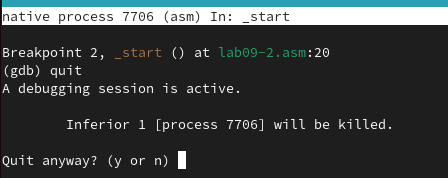 native process 7706 (asm) In: _start
Breakpoint 2, _start () at lab09-2.asm:20
(gdb) quit
A debugging session is active.
Inferior 1 [process 7706] will be killed.
Quit anyway? (y or n)